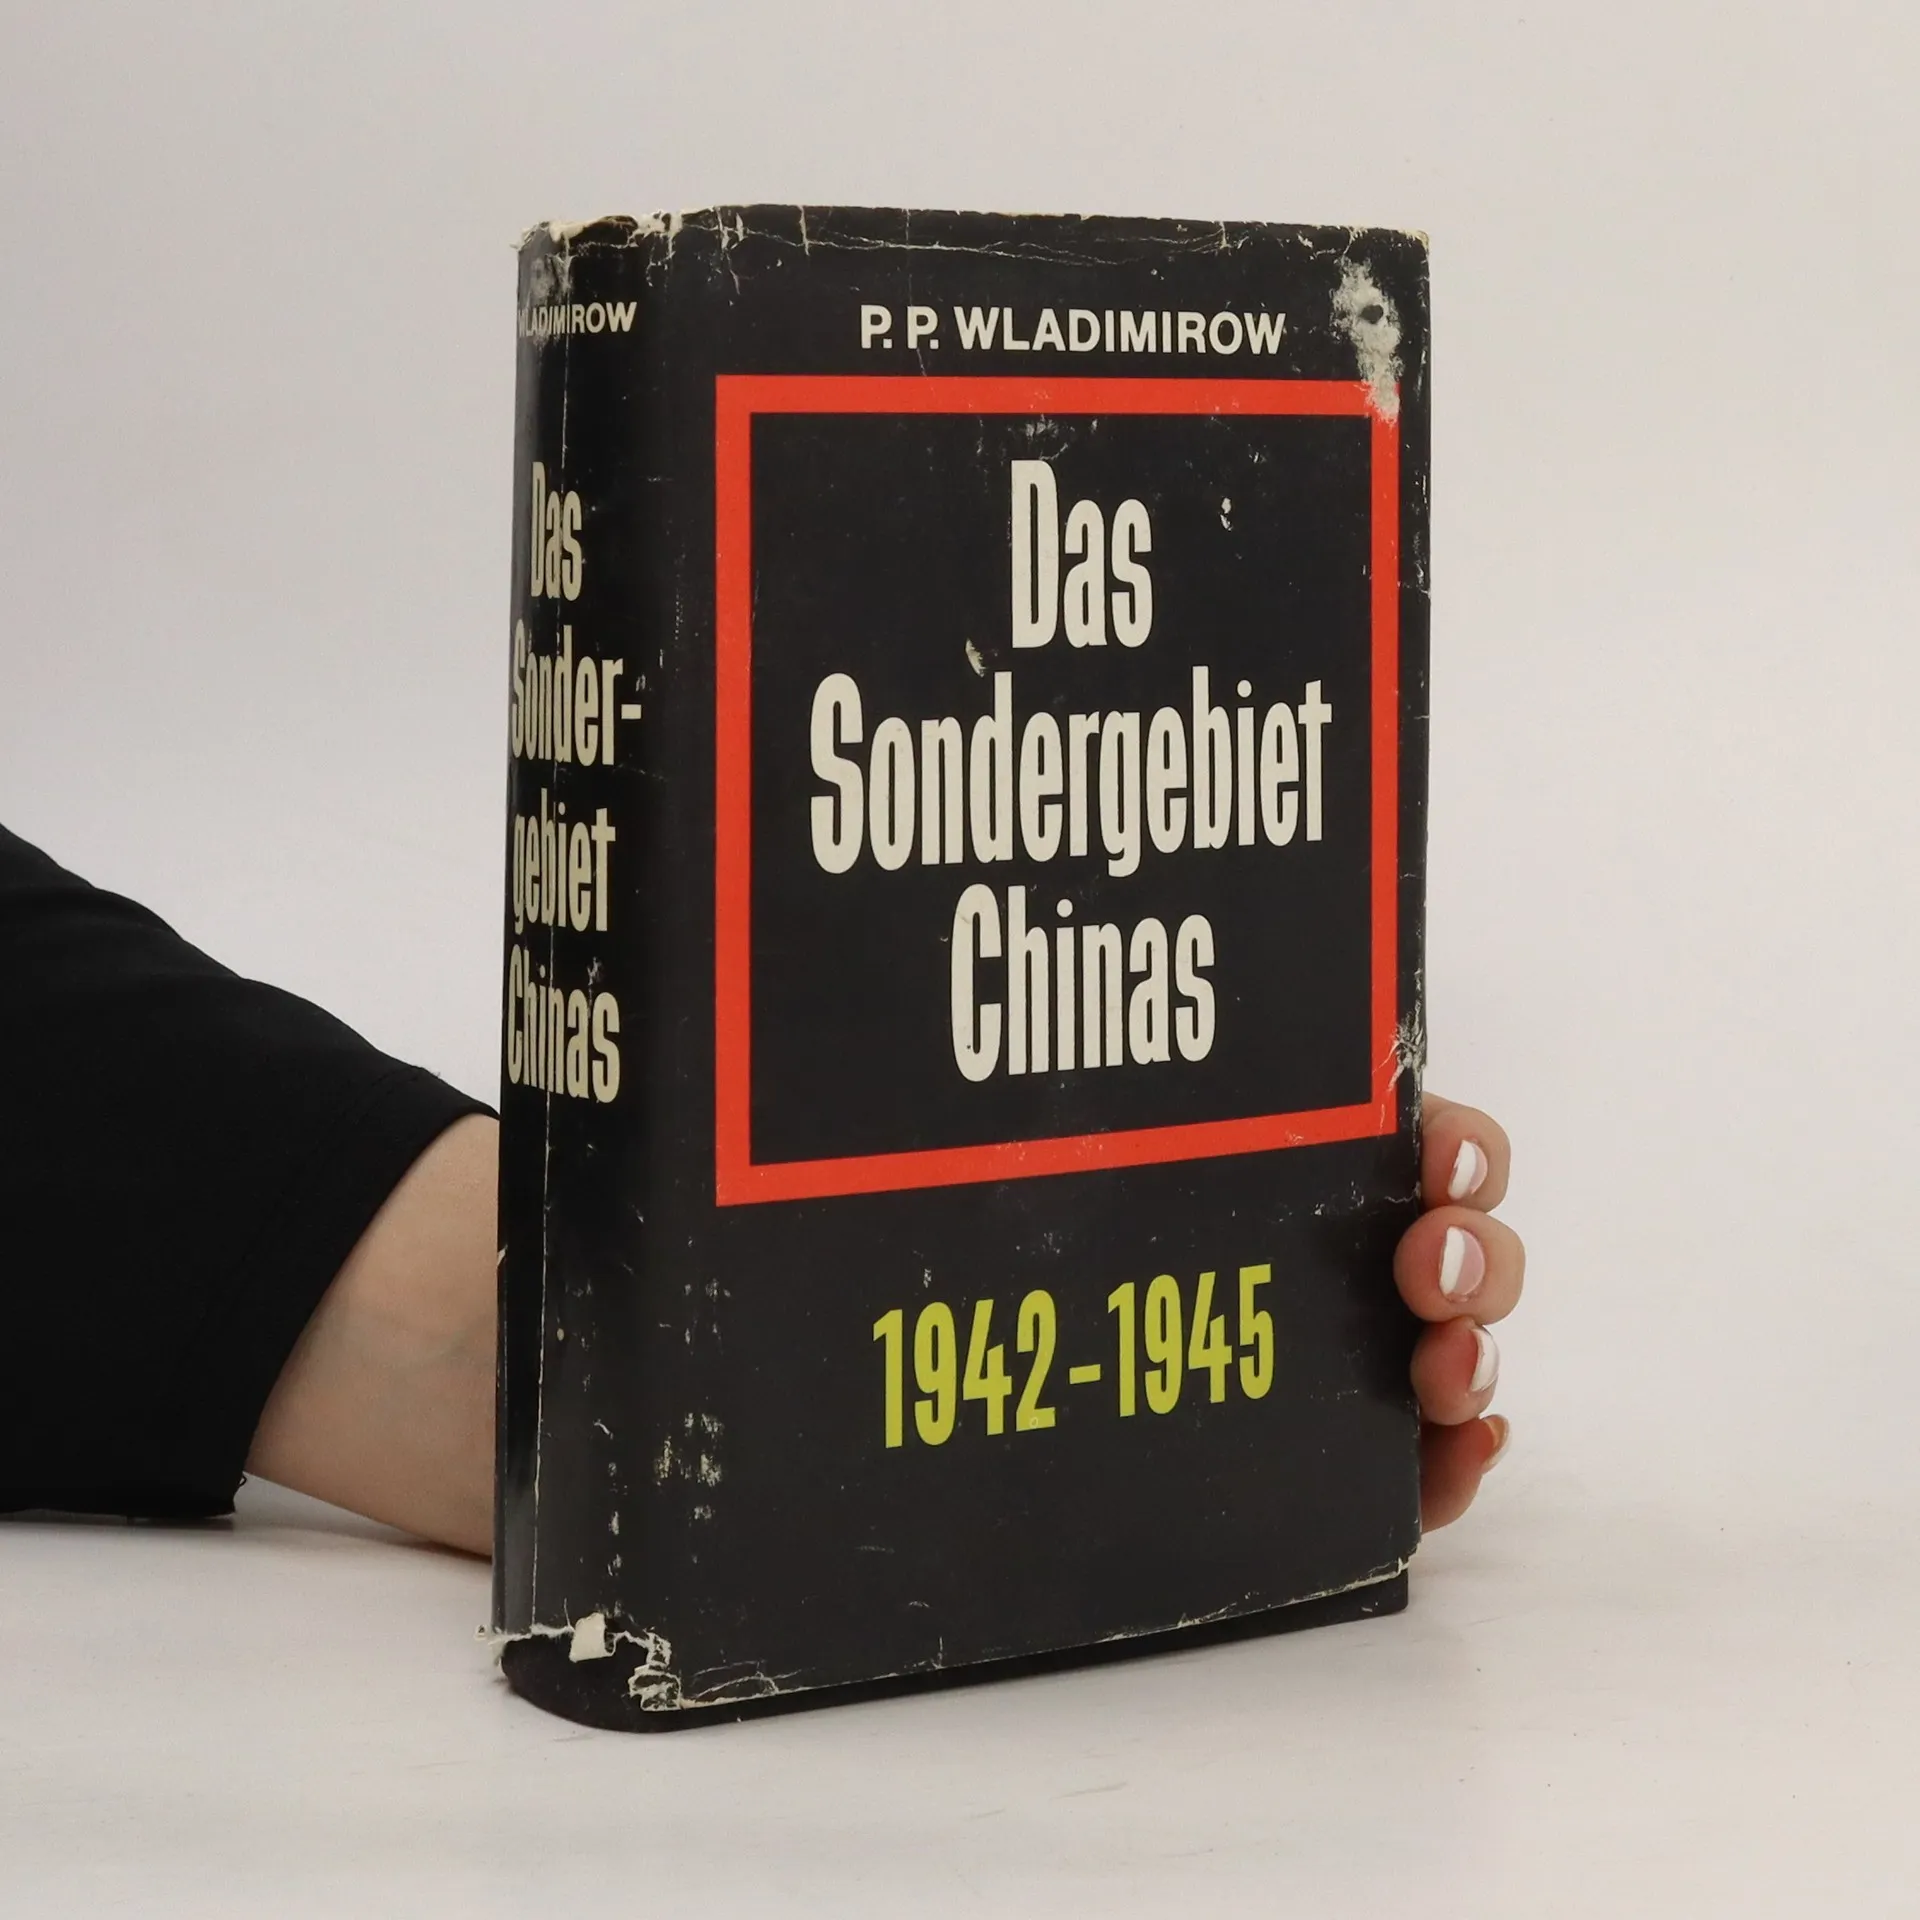 WLADIMIROW
Das
Sonder-
gebiet
Chinas
P. P. WLADIMIROW
Das
Sondergebiet
Chinas
1942-1945